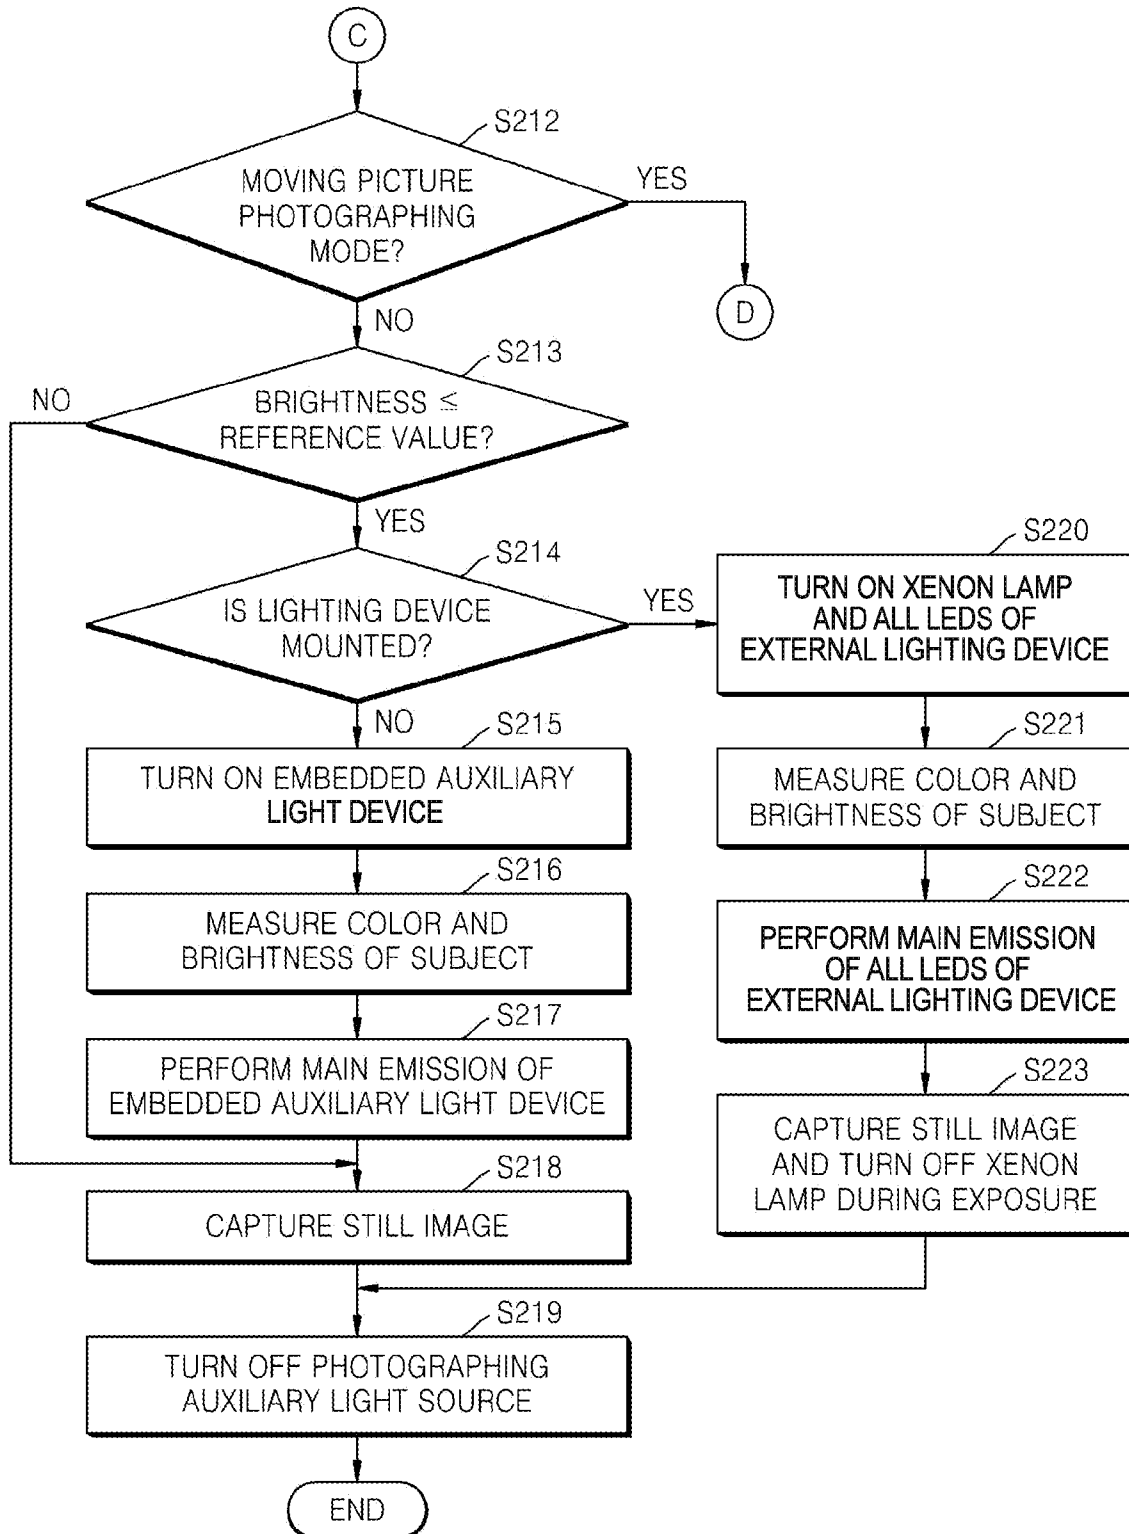 C
S212
MOVING PICTURE
PHOTOGRAPHING
MODE?
YES
D
NO
S213
BRIGHTNESS ≤
REFERENCE VALUE?
NO
YES
S214
IS LIGHTING DEVICE
MOUNTED?
YES
S220
TURN ON XENON LAMP
AND ALL LEDS OF
EXTERNAL LIGHTING DEVICE
NO
S215
TURN ON EMBEDDED AUXILIARY
LIGHT DEVICE
S221
MEASURE COLOR AND
BRIGHTNESS OF SUBJECT
S216
MEASURE COLOR AND
BRIGHTNESS OF SUBJECT
S222
PERFORM MAIN EMISSION
OF ALL LEDS OF
EXTERNAL LIGHTING DEVICE
S217
PERFORM MAIN EMISSION OF
EMBEDDED AUXILIARY LIGHT DEVICE
S223
CAPTURE STILL IMAGE
AND TURN OFF XENON
LAMP DURING EXPOSURE
S218
CAPTURE STILL IMAGE
S219
TURN OFF PHOTOGRAPHING
AUXILIARY LIGHT SOURCE
END